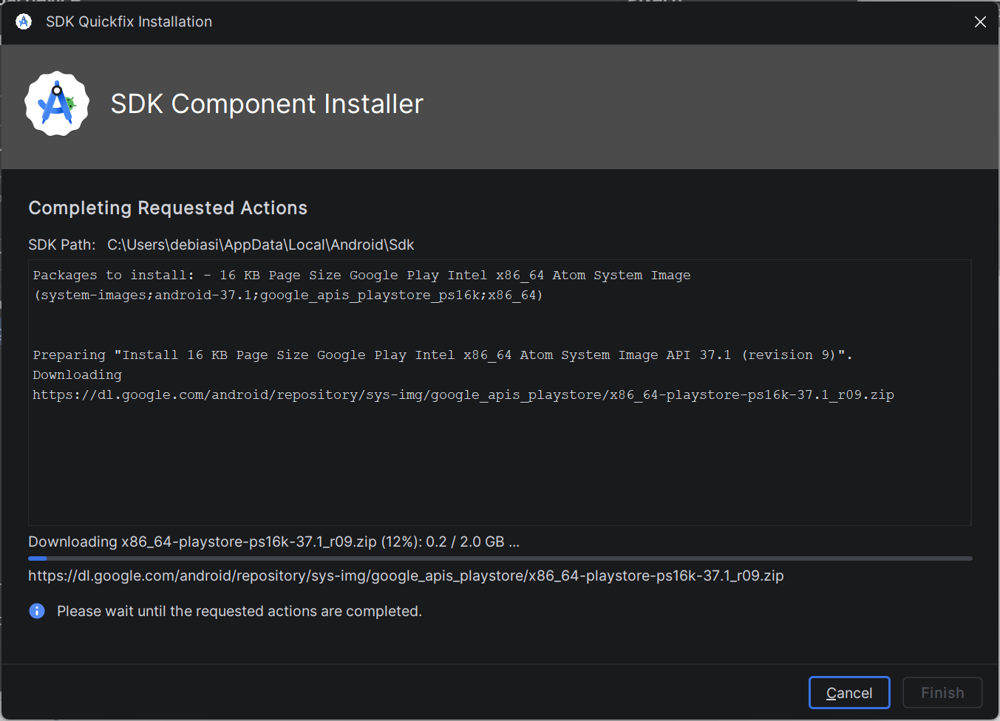 SDK Quickfix Installation
SDK Component Installer
Completing Requested Actions
SDK Path: C:\Users\debiasi\AppData\Local\Android\Sdk
Packages to install: - 16 KB Page Size Google Play Intel x86_64 Atom System Image
(system-images;android-37.1;google_apis_playstore_ps16k;x86_64)
Preparing "Install 16 KB Page Size Google Play Intel x86_64 Atom System Image API 37.1 (revision 9)".
Downloading
https://dl.google.com/android/repository/sys-img/google_apis_playstore/x86_64-playstore-ps16k-37.1_r09.zip
Downloading x86_64-playstore-ps16k-37.1_r09.zip (12%): 0.2 / 2.0 GB ...
https://dl.google.com/android/repository/sys-img/google_apis_playstore/x86_64-playstore-ps16k-37.1_r09.zip
Please wait until the requested actions are completed.
Cancel
Finish